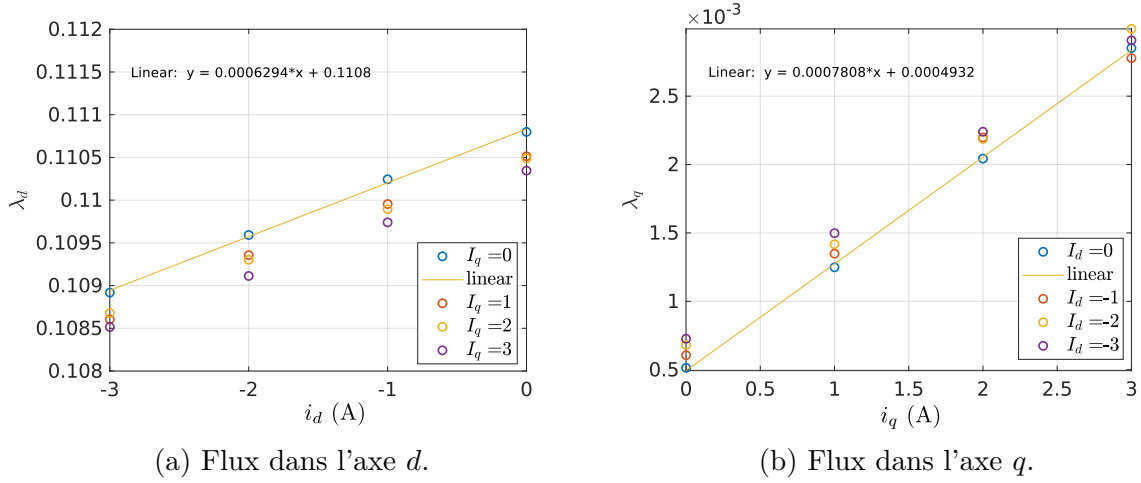 0.112
0.1115
0.111
0.1105
0.11
0.1095
0.109
0.1085
0.108
λ_d
Linear: y = 0.0006294*x + 0.1108
I_q =0
linear
I_q =1
I_q =2
I_q =3
-3 -2 -1 0
i_d (A)
(a) Flux dans l'axe d.
×10^-3
2.5
2
1.5
1
0.5
λ_q
Linear: y = 0.0007808*x + 0.0004932
I_d =0
linear
I_d =-1
I_d =-2
I_d =-3
0 0.5 1 1.5 2 2.5 3
i_q (A)
(b) Flux dans l'axe q.